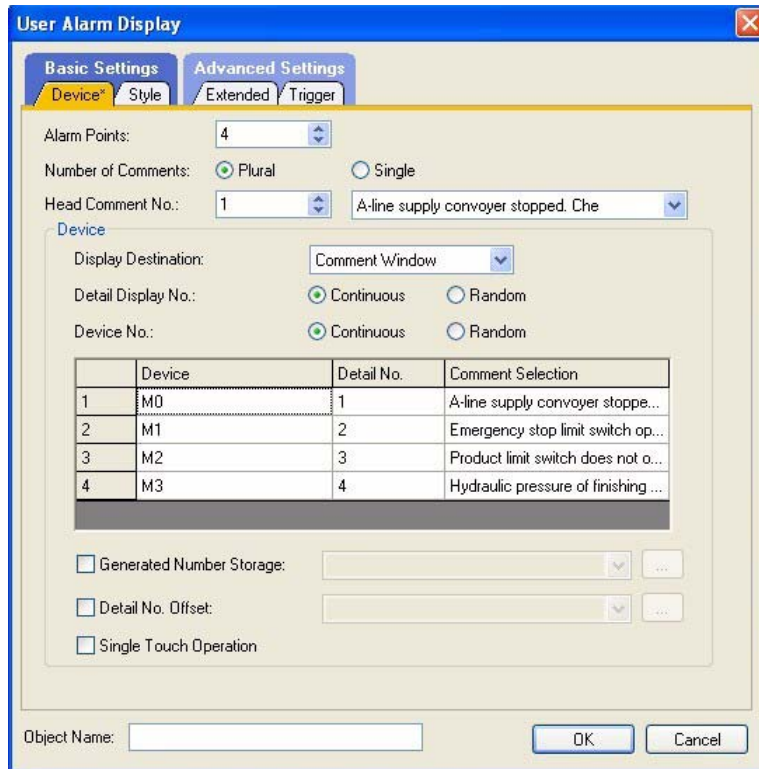 User Alarm Display
Basic Settings Advanced Settings
Device* Style Extended Trigger
Alarm Points: 4
Number of Comments: Plural Single
Head Comment No.: 1 A-line supply convoyer stopped. Che
Device
Display Destination: Comment Window
Detail Display No.: Continuous Random
Device No.: Continuous Random
Device Detail No. Comment Selection
1 M0 1 A-line supply convoyer stoppe...
2 M1 2 Emergency stop limit switch op...
3 M2 3 Product limit switch does not o...
4 M3 4 Hydraulic pressure of finishing ...
Generated Number Storage: ...
Detail No. Offset: ...
Single Touch Operation
Object Name: OK Cancel